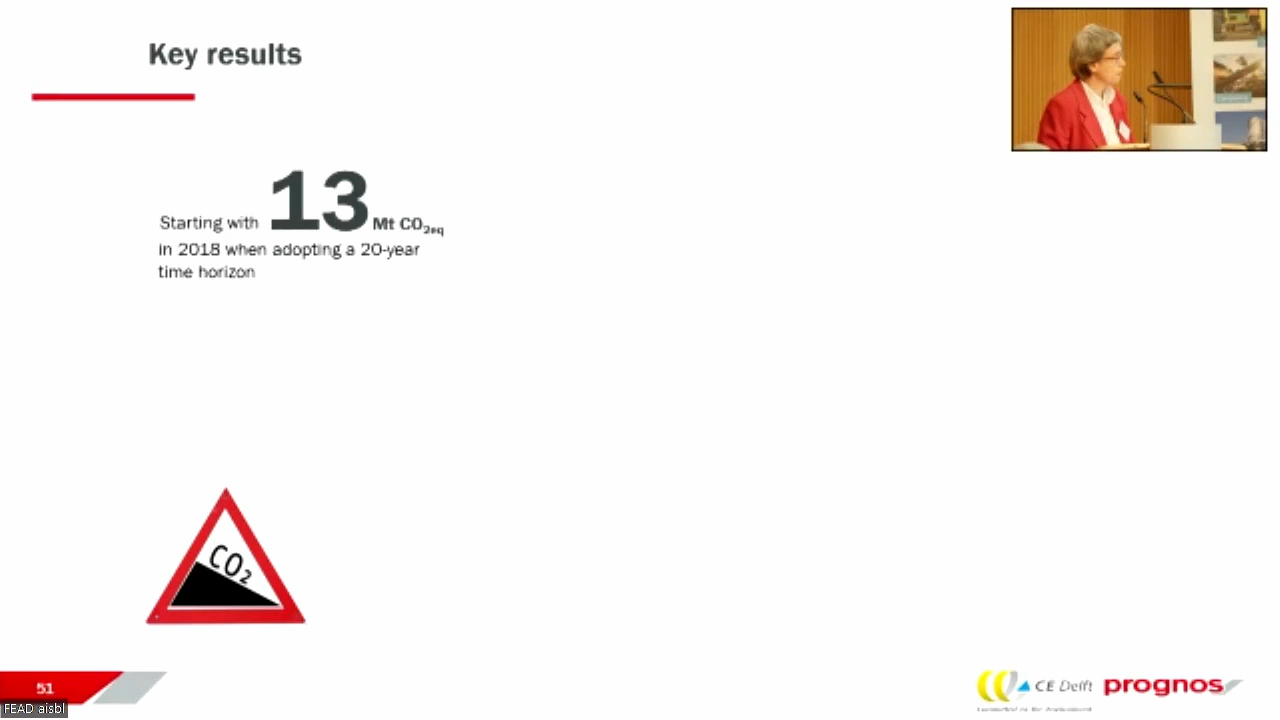 Key results
Starting with 13 Mt CO2eq
in 2018 when adopting a 20-year
time horizon
CO2
51
FEAD aisbl
CE Delft
prognos